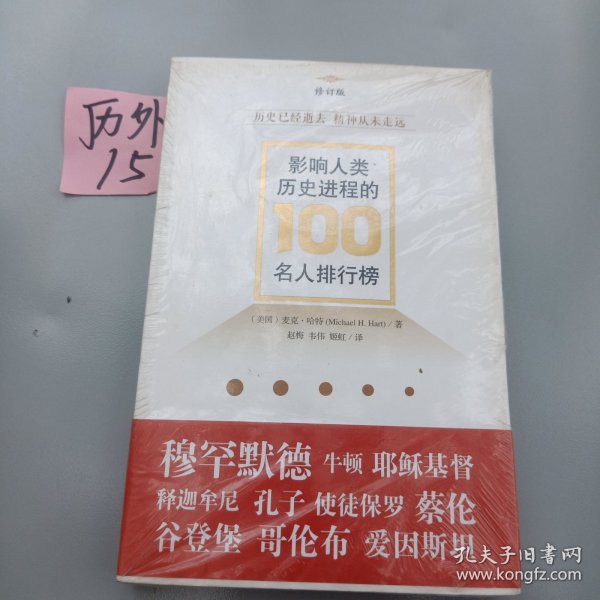 历外
15
修订版
历史已经逝去 精神从未走远
影响人类
历史进程的
100
名人排行榜
〔美国〕麦克·哈特(Michael H. Hart)/著
赵梅 韦伟 姬虹/译
穆罕默德 牛顿 耶稣基督
释迦牟尼 孔子 使徒保罗 蔡伦
谷登堡 哥伦布 爱因斯坦
孔夫子旧书网
www.kongfz.com